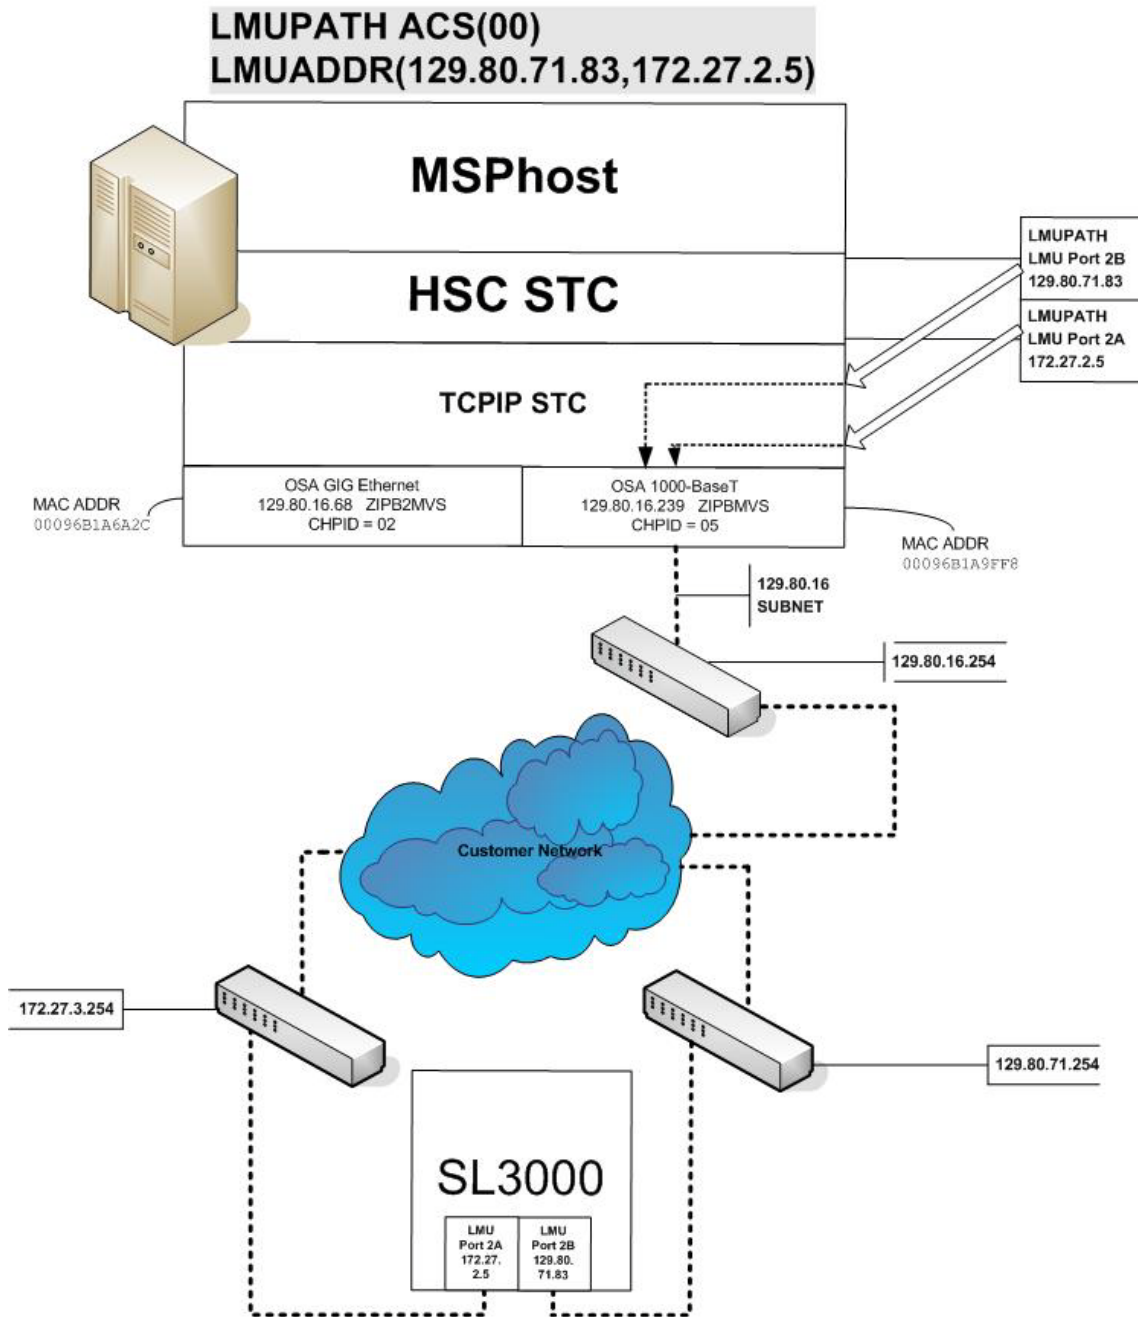 LMUPATH ACS(00)
LMUADDR(129.80.71.83,172.27.2.5)
MSPhost
HSC STC
TCPIP STC
LMUPATH
LMU Port 2B
129.80.71.83
LMUPATH
LMU Port 2A
172.27.2.5
OSA GIG Ethernet
129.80.16.68 ZIPB2MVS
CHPID = 02
OSA 1000-BaseT
129.80.16.239 ZIPBMVS
CHPID = 05
MAC ADDR
00096B1A6A2C
MAC ADDR
00096B1A9FF8
129.80.16
SUBNET
129.80.16.254
Customer Network
172.27.3.254
129.80.71.254
SL3000
LMU
Port 2A
172.27.
2.5
LMU
Port 2B
129.80.
71.83